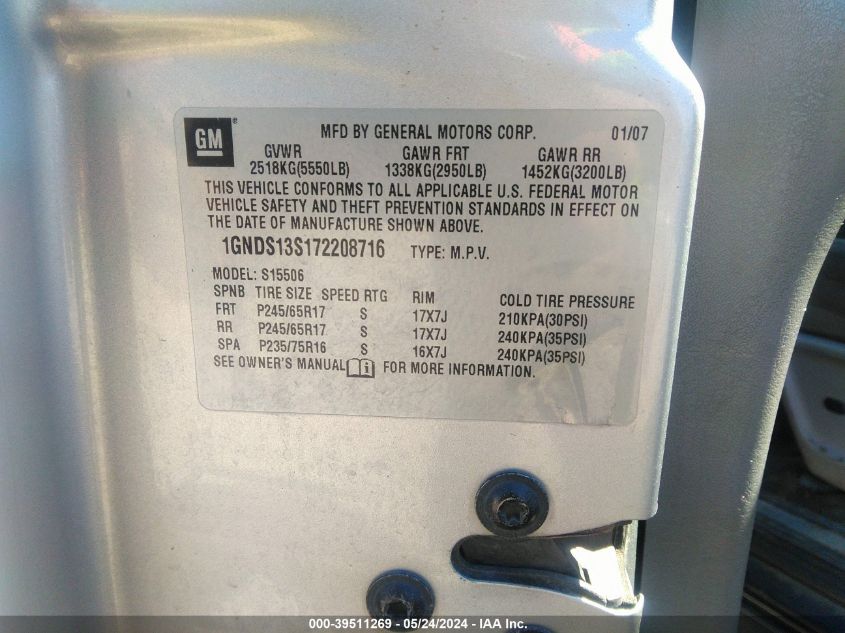 GM®
MFD BY GENERAL MOTORS CORP. 01/07
GVWR GAWR FRT GAWR RR
2518KG(5550LB) 1338KG(2950LB) 1452KG(3200LB)
THIS VEHICLE CONFORMS TO ALL APPLICABLE U.S. FEDERAL MOTOR
VEHICLE SAFETY AND THEFT PREVENTION STANDARDS IN EFFECT ON
THE DATE OF MANUFACTURE SHOWN ABOVE.
1GNDS13S172208716 TYPE: M.P.V.
MODEL: S15506
SPNB TIRE SIZE SPEED RTG RIM COLD TIRE PRESSURE
FRT P245/65R17 S 17X7J 210KPA(30PSI)
RR P245/65R17 S 17X7J 240KPA(35PSI)
SPA P235/75R16 S 16X7J 240KPA(35PSI)
SEE OWNER'S MANUAL i FOR MORE INFORMATION.
000-39511269 - 05/24/2024 - IAA Inc.